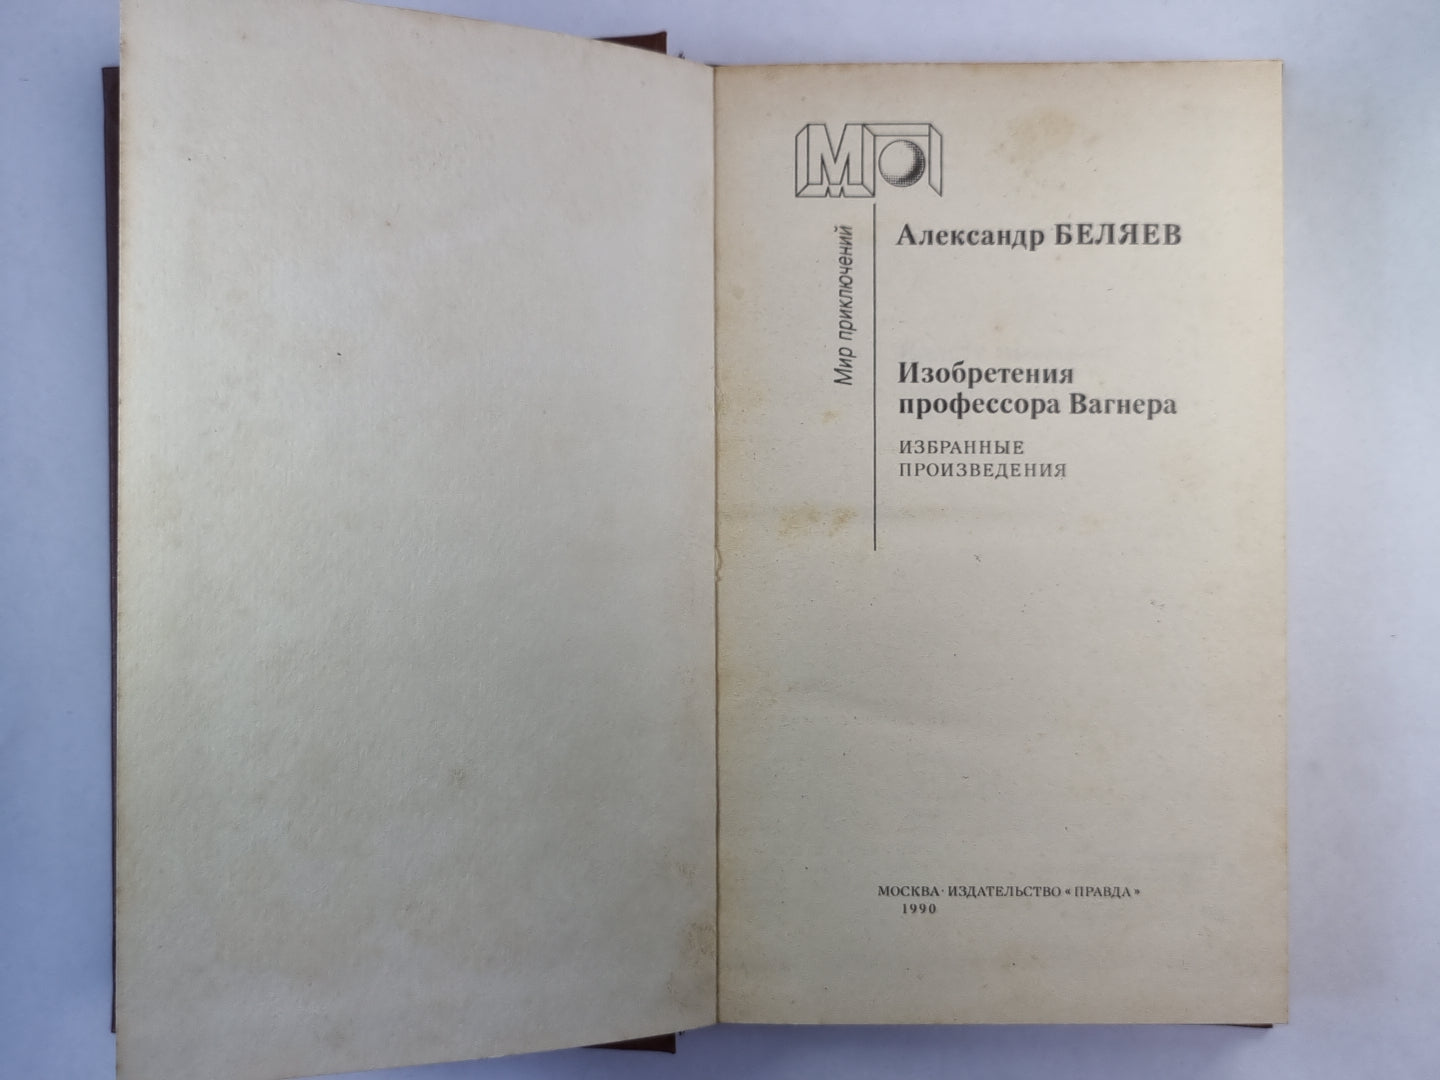 МП
Мир приключений
Александр БЕЛЯЕВ
Изобретения
профессора Вагнера
ИЗБРАННЫЕ
ПРОИЗВЕДЕНИЯ
МОСКВА · ИЗДАТЕЛЬСТВО « ПРАВДА »
1990